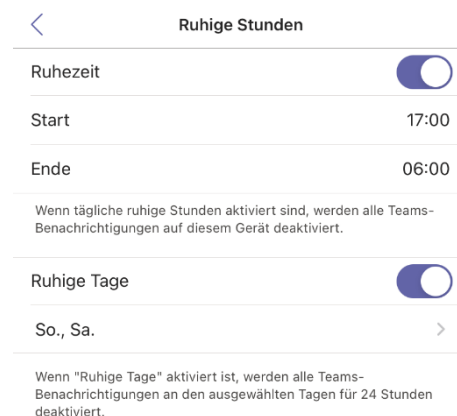 Ruhige Stunden
Ruhezeit
Start 17:00
Ende 06:00
Wenn tägliche ruhige Stunden aktiviert sind, werden alle Teams-
Benachrichtigungen auf diesem Gerät deaktiviert.
Ruhige Tage
So., Sa.
Wenn "Ruhige Tage" aktiviert ist, werden alle Teams-
Benachrichtigungen an den ausgewählten Tagen für 24 Stunden
deaktiviert.